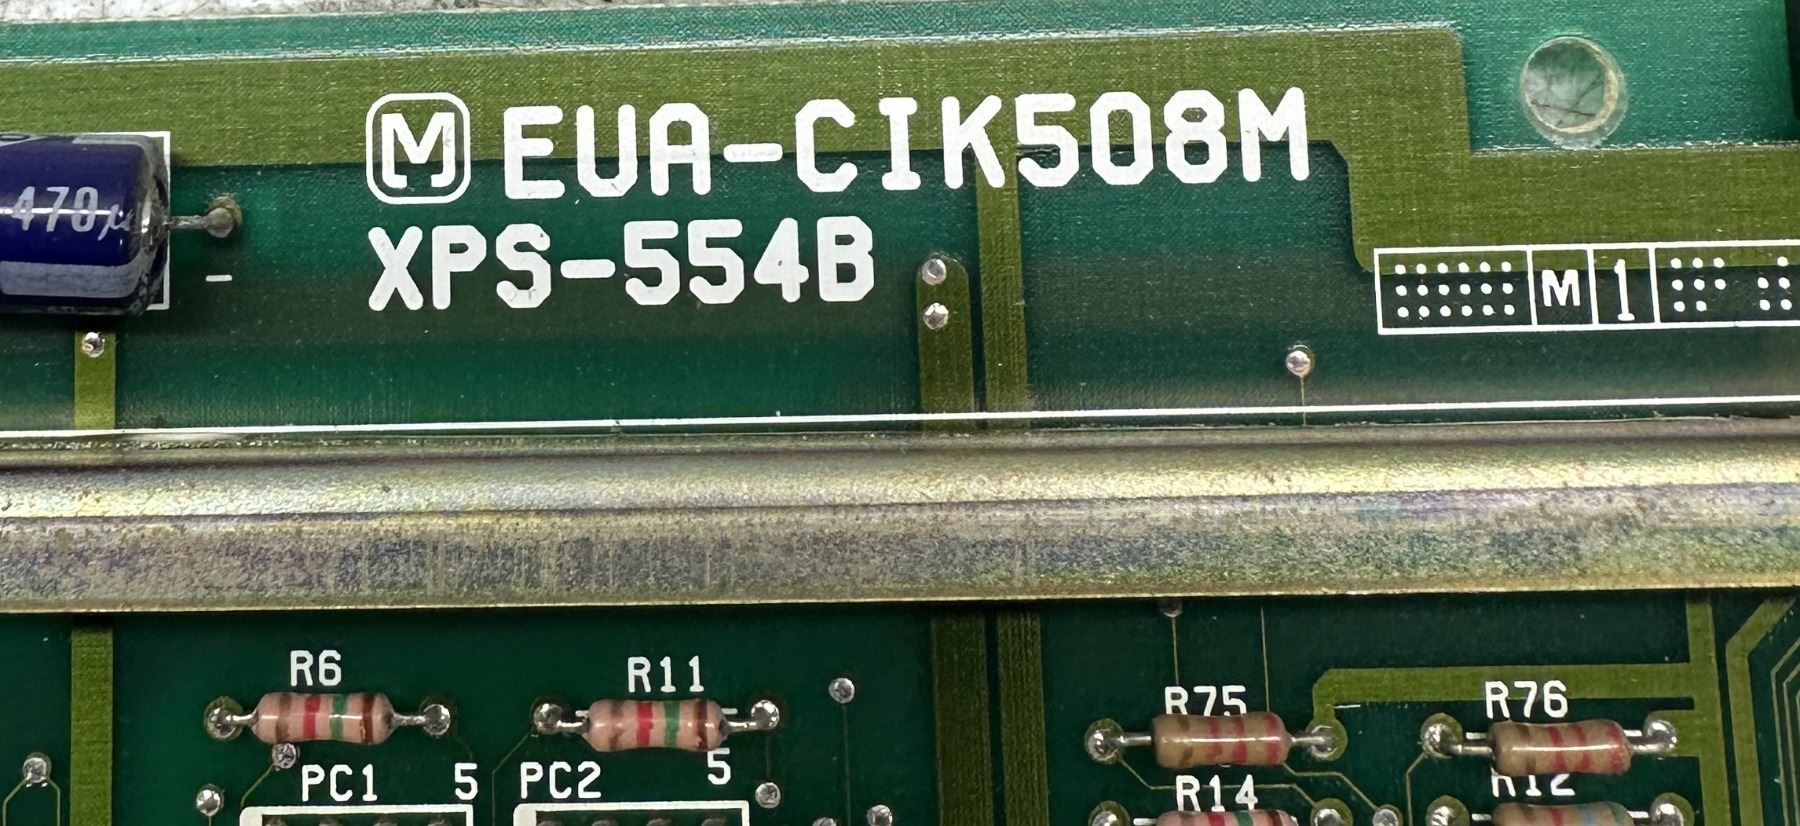 M EUA-CIK508M
470μ
XPS-554B
-
M 1
R6
R11
R75
R76
PC1 5
PC2 5
R14
R12